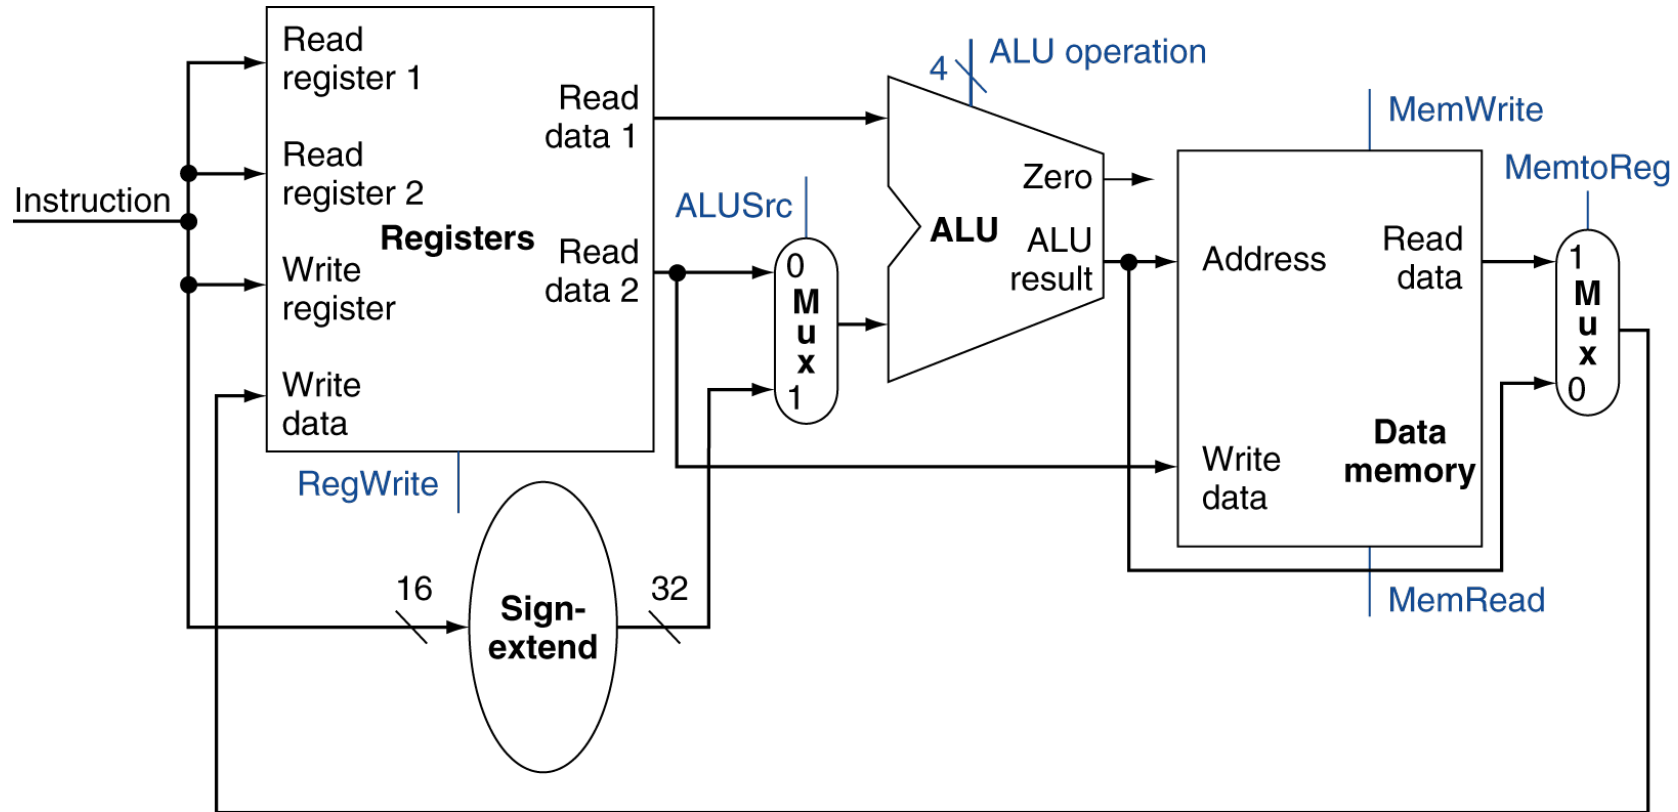 Instruction
Read
register 1
Read
register 2
Write
register
Write
data
Registers
Read
data 1
Read
data 2
RegWrite
16
Sign-
extend
32
ALUSrc
0
M
u
x
1
4
ALU operation
ALU
Zero
ALU
result
MemWrite
Address
Read
data
Write
data
Data
memory
MemRead
MemtoReg
1
M
u
x
0